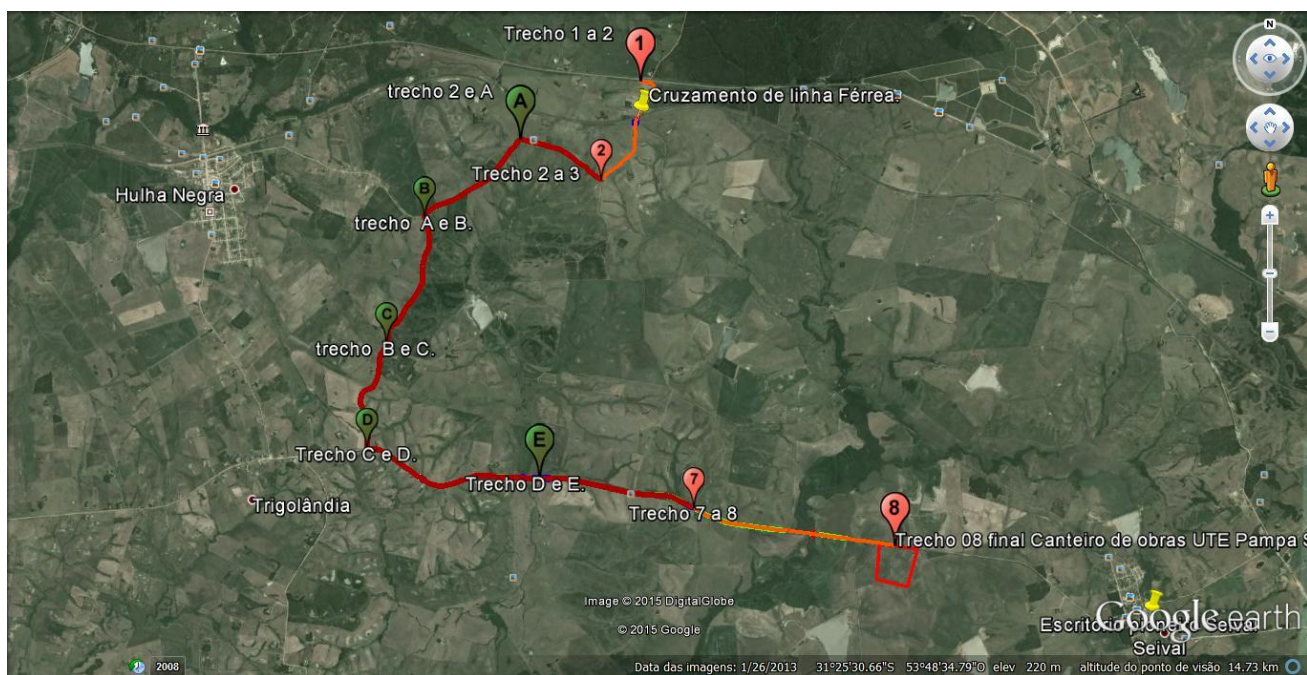 N
Trecho 1 a 2
1
trecho 2 e A
A
Cruzamento de linha Férrea.
2
Trecho 2 a 3
Hulha Negra
B
trecho A e B.
C
trecho B e C.
D
Trecho C e D.
E
Trecho D e E.
7
Trigolândia
Trecho 7 a 8
8
Trecho 08 final Canteiro de obras UTE Pampa S
Image © 2015 DigitalGlobe
© 2015 Google
Google earth
Escritório pioneiro Seival
Seival
2008
Data das imagens: 1/26/2013 31°25'30.66"S 53°48'34.79"O elev 220 m altitude do ponto de visão 14.73 km